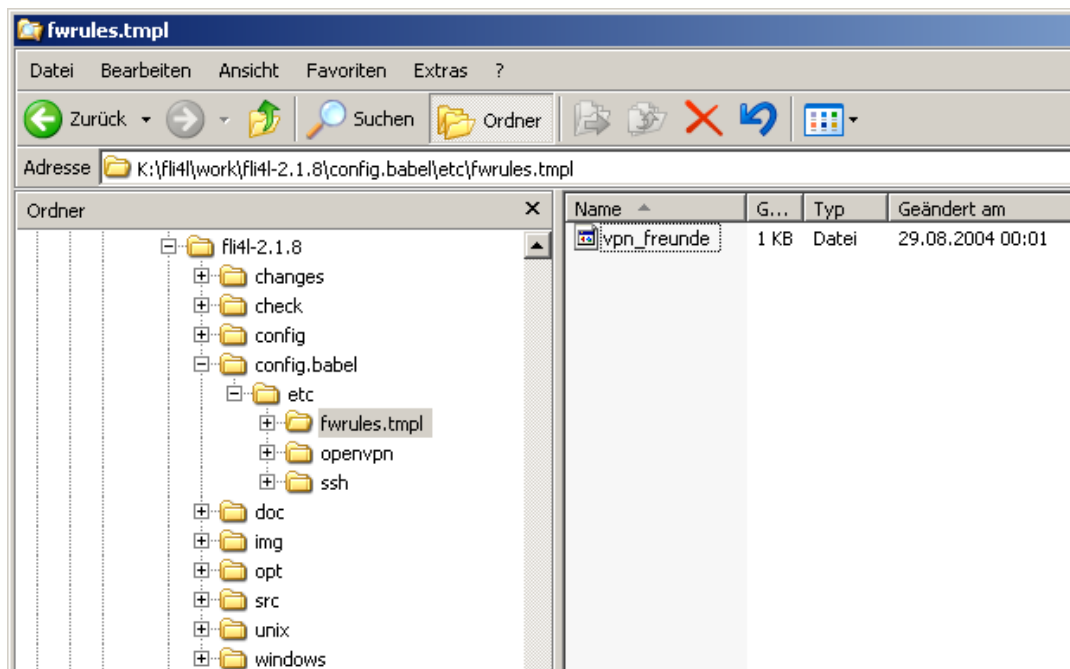 fwrules.tmpl
Datei Bearbeiten Ansicht Favoriten Extras ?
Zurück Suchen Ordner
Adresse K:\fli4l\work\fli4l-2.1.8\config.babel\etc\fwrules.tmpl
Ordner
fli4l-2.1.8
changes
check
config
config.babel
etc
fwrules.tmpl
openvpn
ssh
doc
img
opt
src
unix
windows
Name G... Typ Geändert am
vpn_freunde 1 KB Datei 29.08.2004 00:01